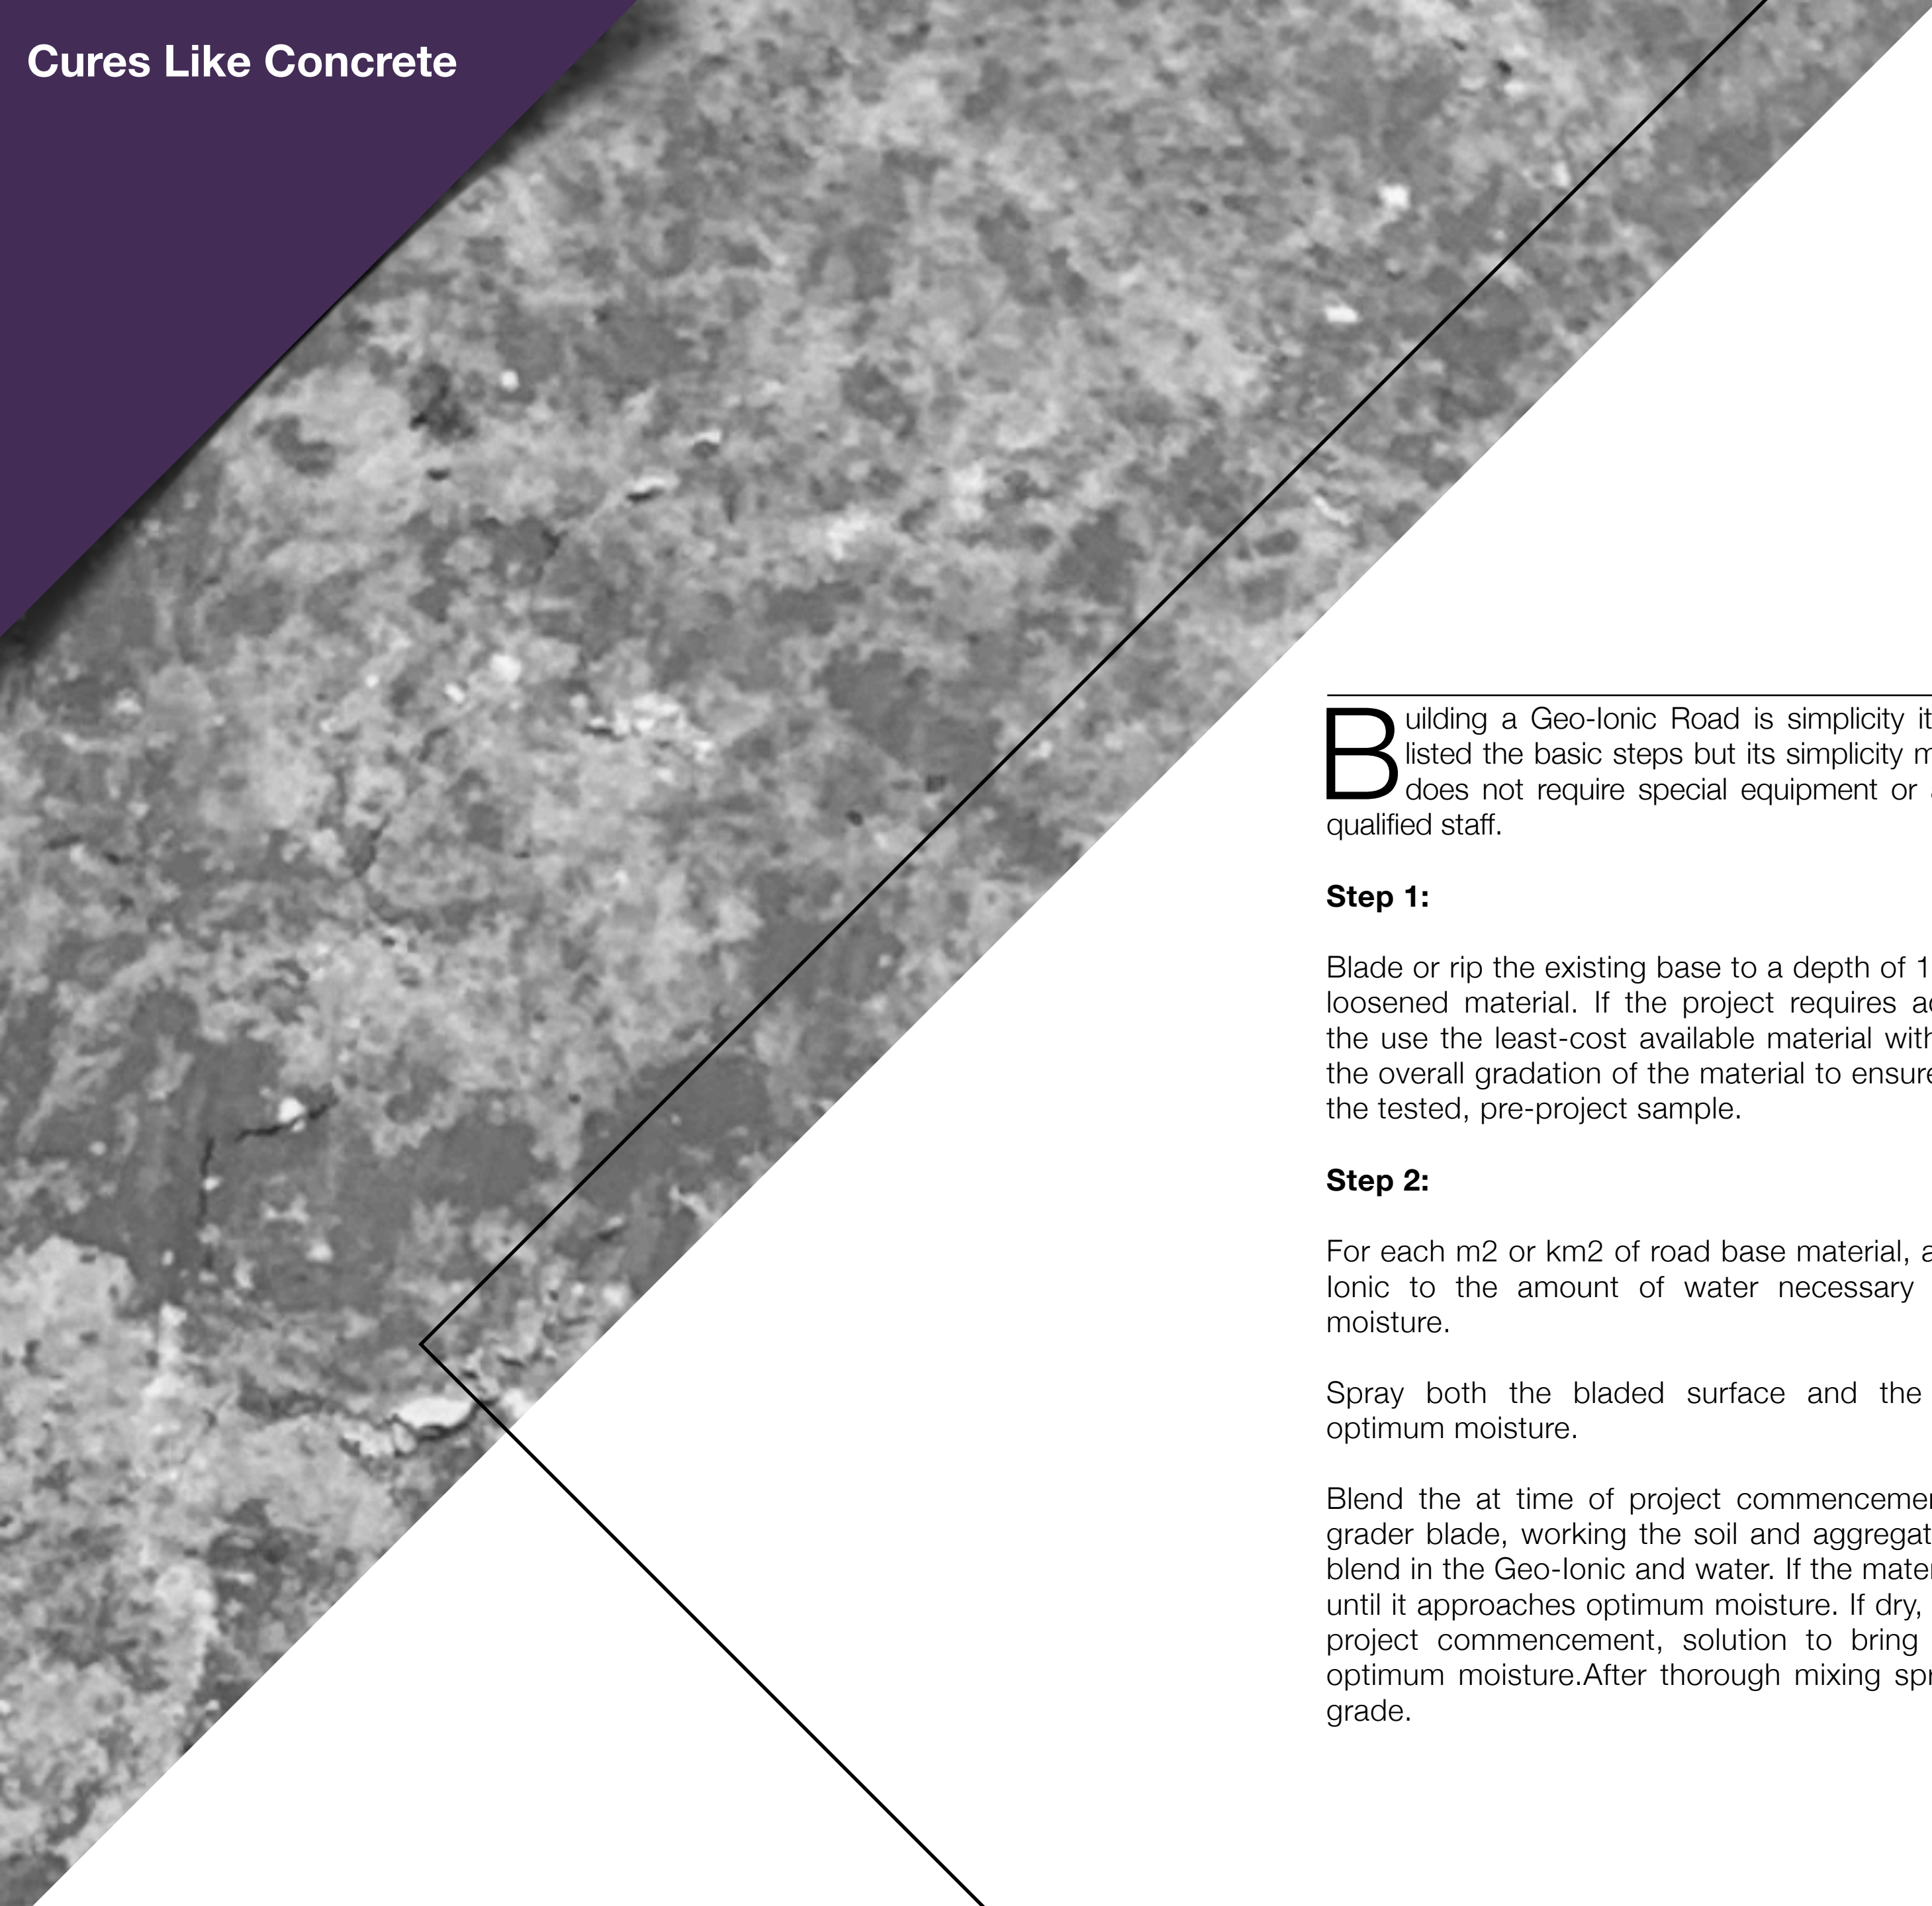 Cures Like Concrete
Building a Geo-Ionic Road is simplicity it
listed the basic steps but its simplicity m
does not require special equipment or a
qualified staff.
Step 1:
Blade or rip the existing base to a depth of 1
loosened material. If the project requires ad
the use the least-cost available material with
the overall gradation of the material to ensure
the tested, pre-project sample.
Step 2:
For each m2 or km2 of road base material, a
Ionic to the amount of water necessary
moisture.
Spray both the bladed surface and the
optimum moisture.
Blend the at time of project commencemen
grader blade, working the soil and aggregat
blend in the Geo-Ionic and water. If the mater
until it approaches optimum moisture. If dry,
project commencement, solution to bring
optimum moisture.After thorough mixing spr
grade.